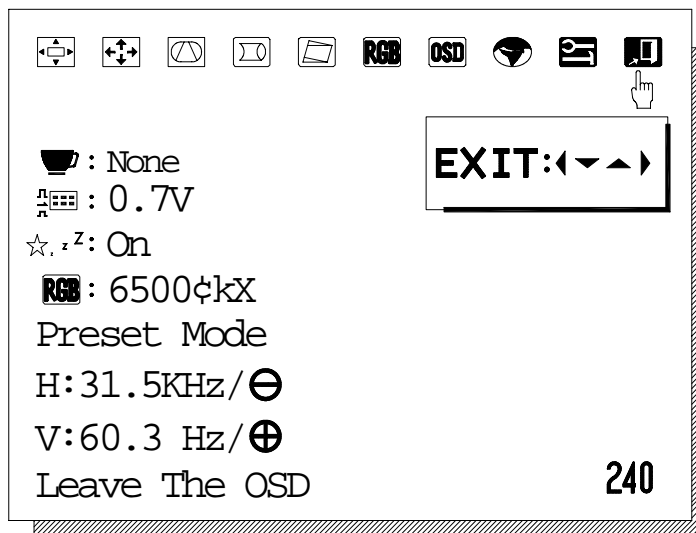 RGB OSD
: None
EXIT:
: 0.7V
z Z: On
RGB: 6500¢kX
Preset Mode
H:31.5KHz/⊖
V:60.3 Hz/⊕
Leave The OSD
240